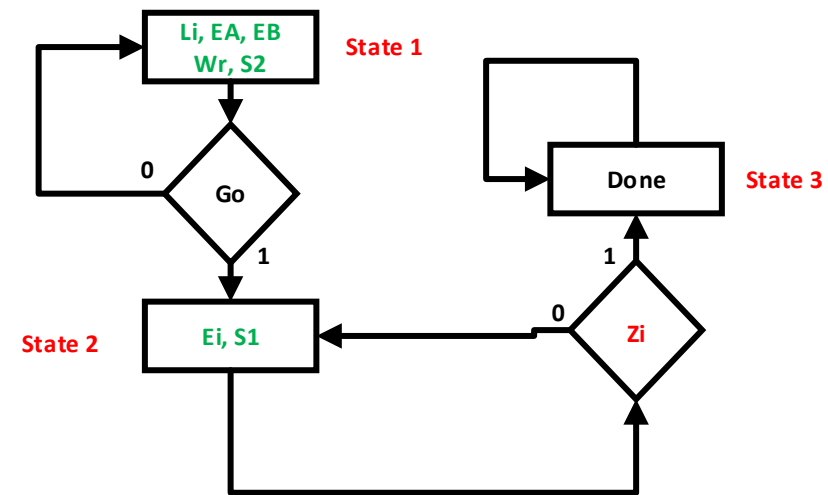 Li, EA, EB
Wr, S2
State 1
0
Go
1
Done
State 3
1
0
Zi
State 2
Ei, S1